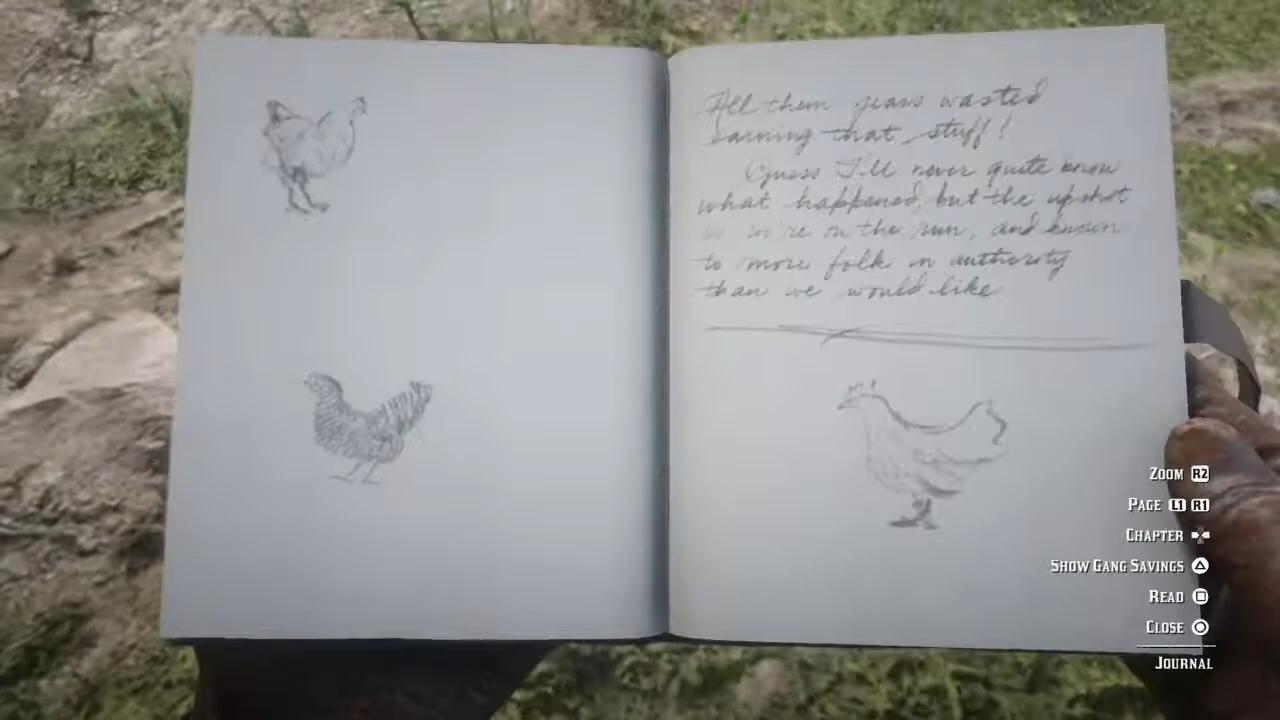 All them years wasted
earning that stuff!
Guess I'll never quite know
what happened, but the upshot
is, we're on the run, and known
to more folk in authority
than we would like
ZOOM R2
PAGE L1 R1
CHAPTER
SHOW GANG SAVINGS
READ
CLOSE
JOURNAL